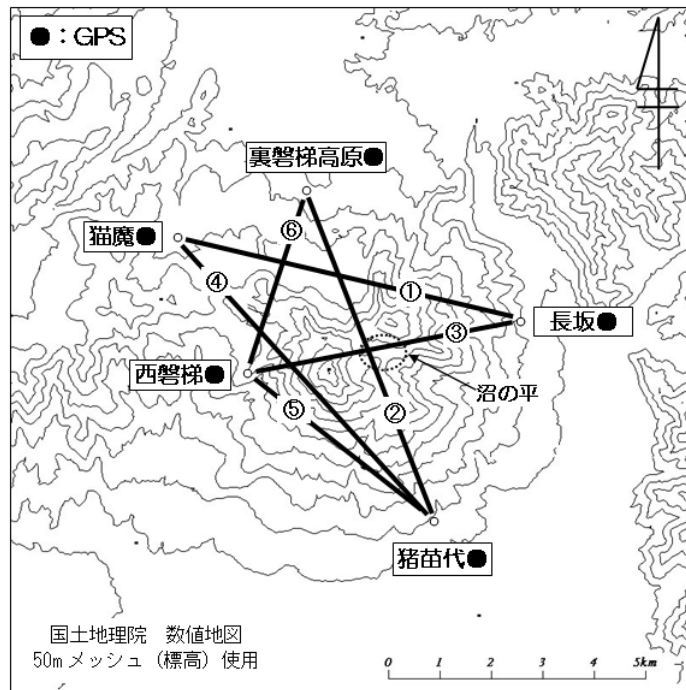 ●：GPS
裏磐梯高原●
猫魔●
⑥
④
①
③
長坂●
西磐梯●
沼の平
⑤
②
猪苗代●
国土地理院 数値地図
50mメッシュ（標高）使用
0 1 2 3 4 5km